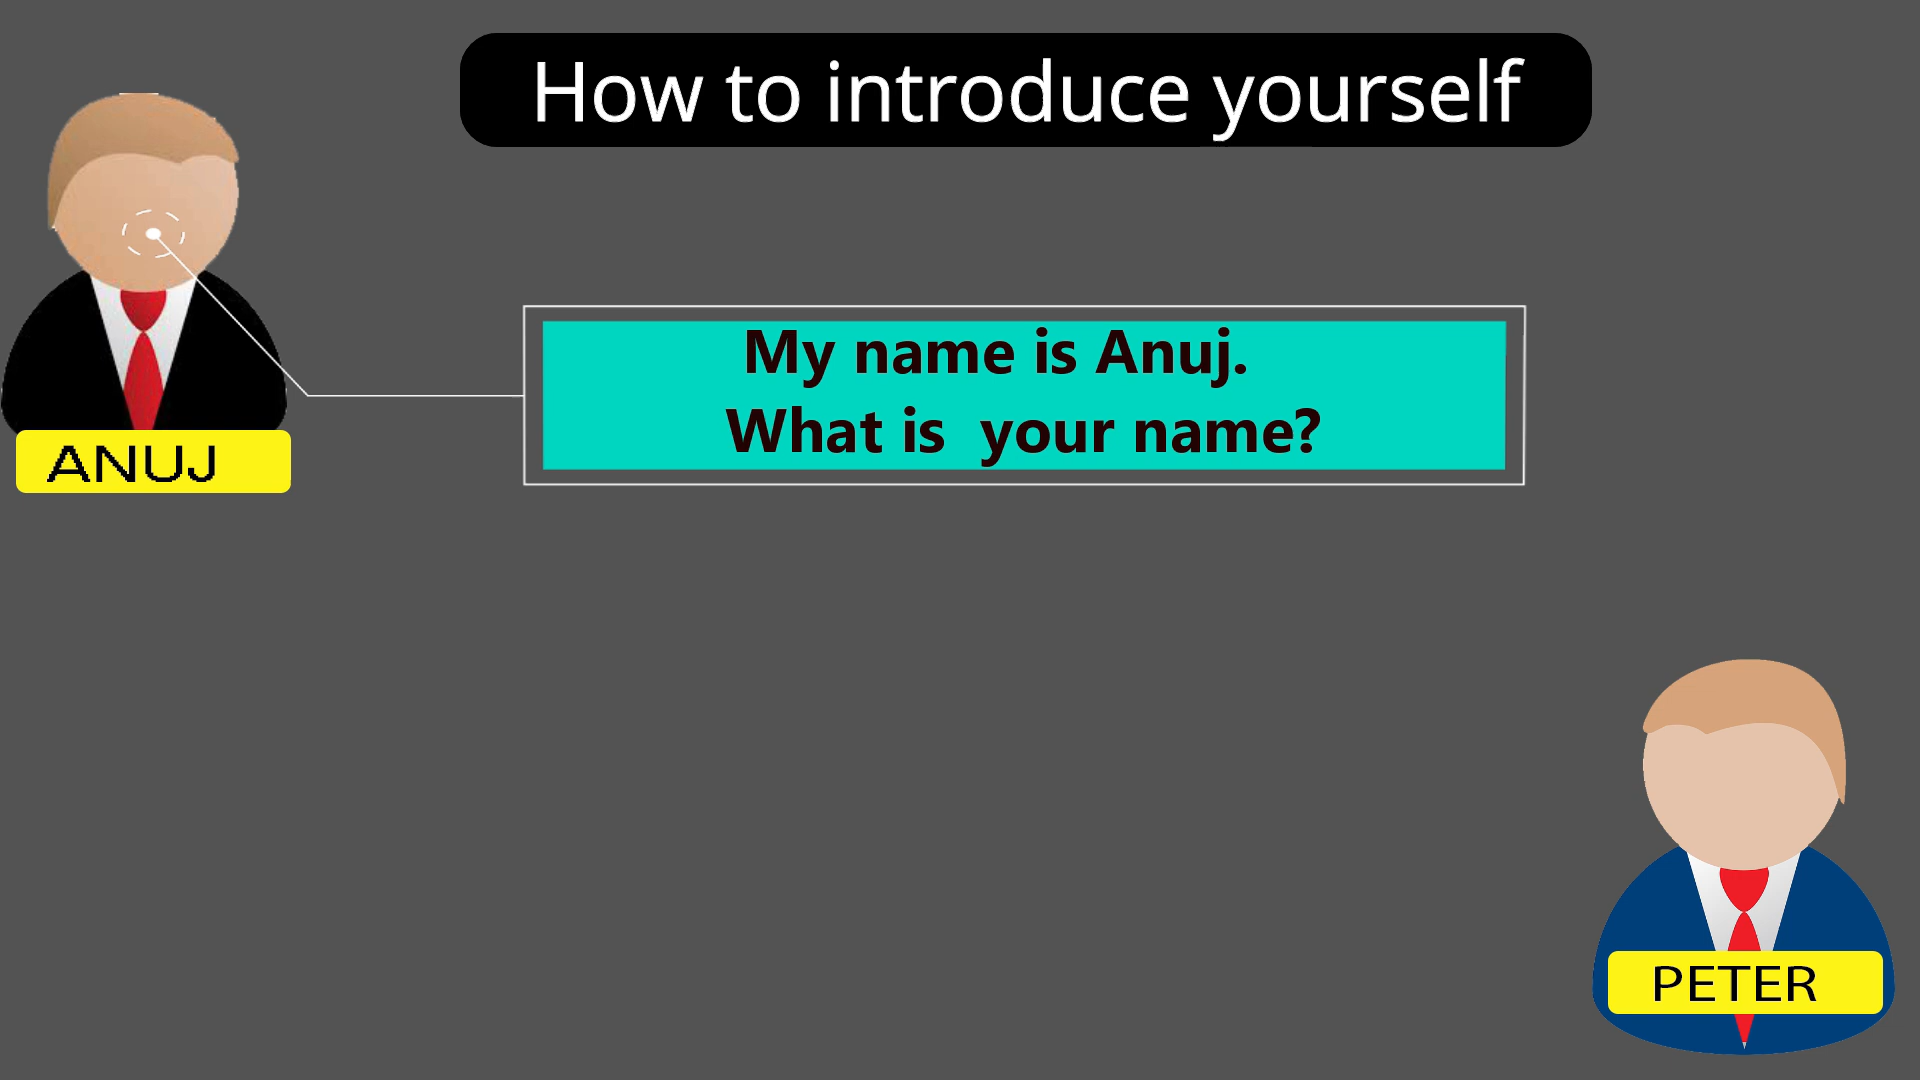 How to introduce yourself
My name is Anuj.
What is  your name?
ANUJ
PETER